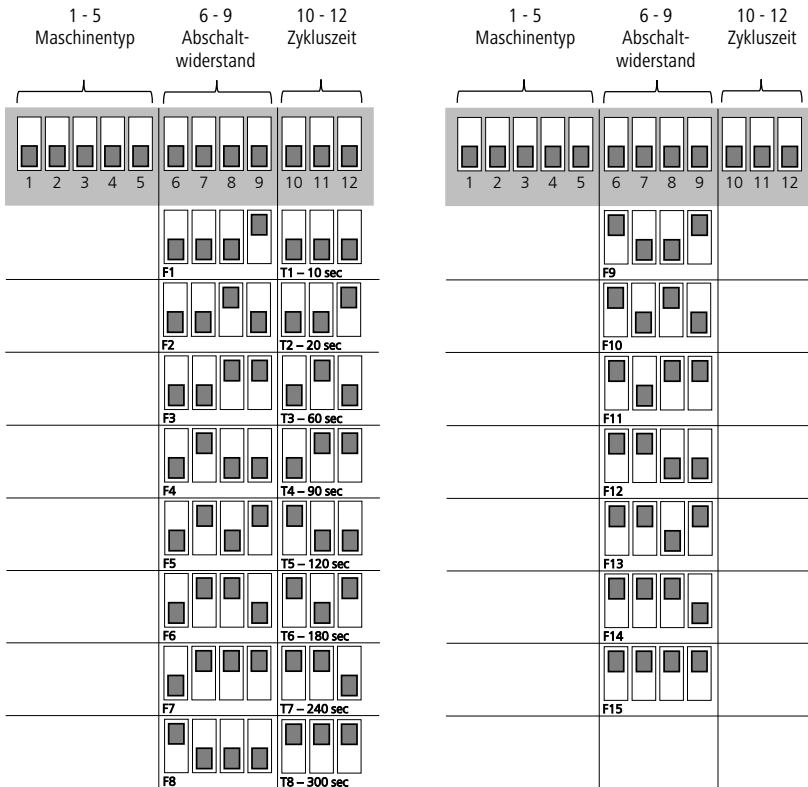 1 - 5
Maschinentyp
6 - 9
Abschalt-
widerstand
10 - 12
Zykluszeit
1 2 3 4 5 6 7 8 9 10 11 12
F1 T1 – 10 sec
F2 T2 – 20 sec
F3 T3 – 60 sec
F4 T4 – 90 sec
F5 T5 – 120 sec
F6 T6 – 180 sec
F7 T7 – 240 sec
F8 T8 – 300 sec
1 - 5
Maschinentyp
6 - 9
Abschalt-
widerstand
10 - 12
Zykluszeit
1 2 3 4 5 6 7 8 9 10 11 12
F9
F10
F11
F12
F13
F14
F15